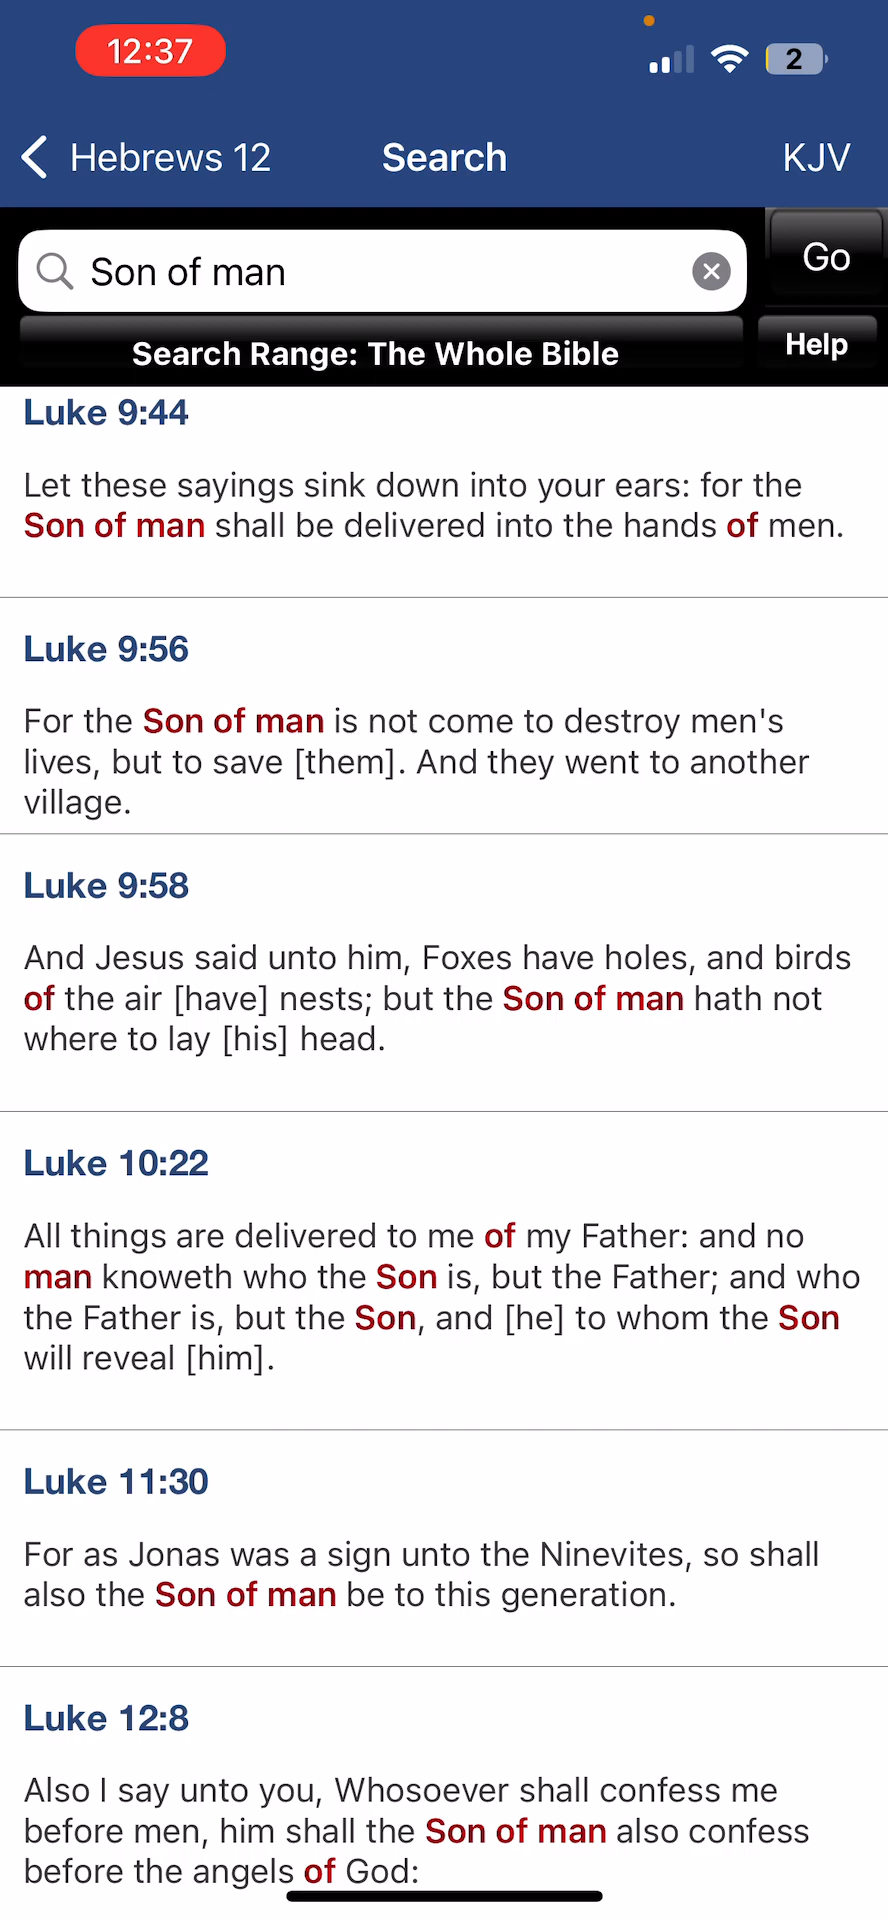 12:37
2
Hebrews 12
Search
KJV
Son of man
Go
Search Range: The Whole Bible
Help
Luke 9:44
Let these sayings sink down into your ears: for the
Son of man shall be delivered into the hands of men.
Luke 9:56
For the Son of man is not come to destroy men's
lives, but to save [them]. And they went to another
village.
Luke 9:58
And Jesus said unto him, Foxes have holes, and birds
of the air [have] nests; but the Son of man hath not
where to lay [his] head.
Luke 10:22
All things are delivered to me of my Father: and no
man knoweth who the Son is, but the Father; and who
the Father is, but the Son, and [he] to whom the Son
will reveal [him].
Luke 11:30
For as Jonas was a sign unto the Ninevites, so shall
also the Son of man be to this generation.
Luke 12:8
Also I say unto you, Whosoever shall confess me
before men, him shall the Son of man also confess
before the angels of God: